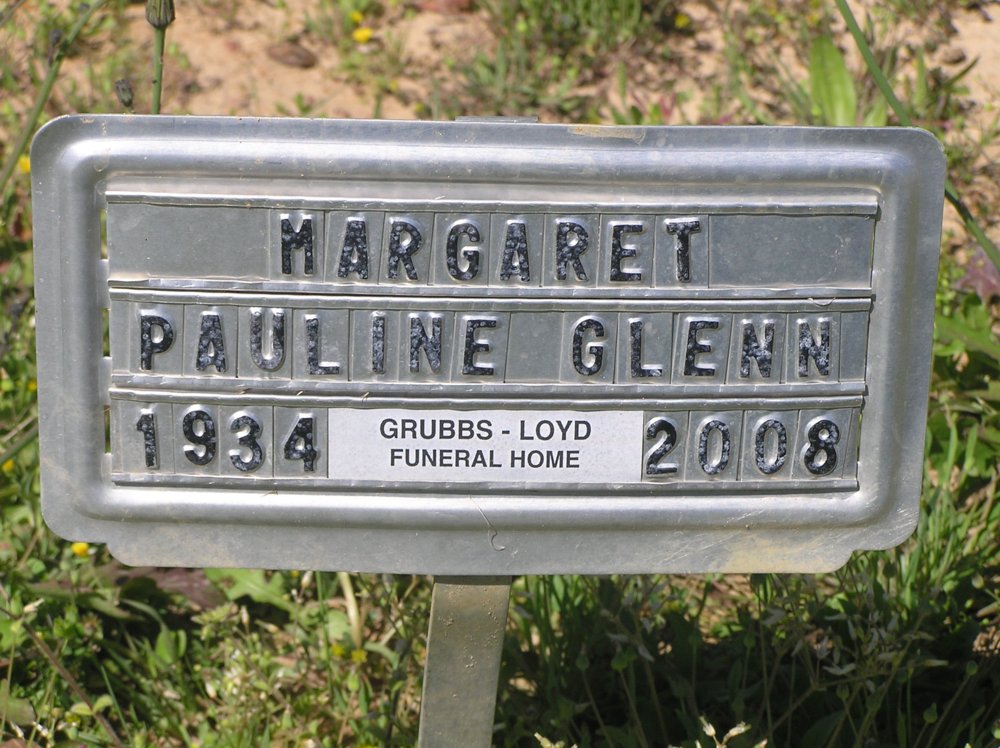 MARGARET
PAULINE GLENN
1934 GRUBBS - LOYD 2008
FUNERAL HOME